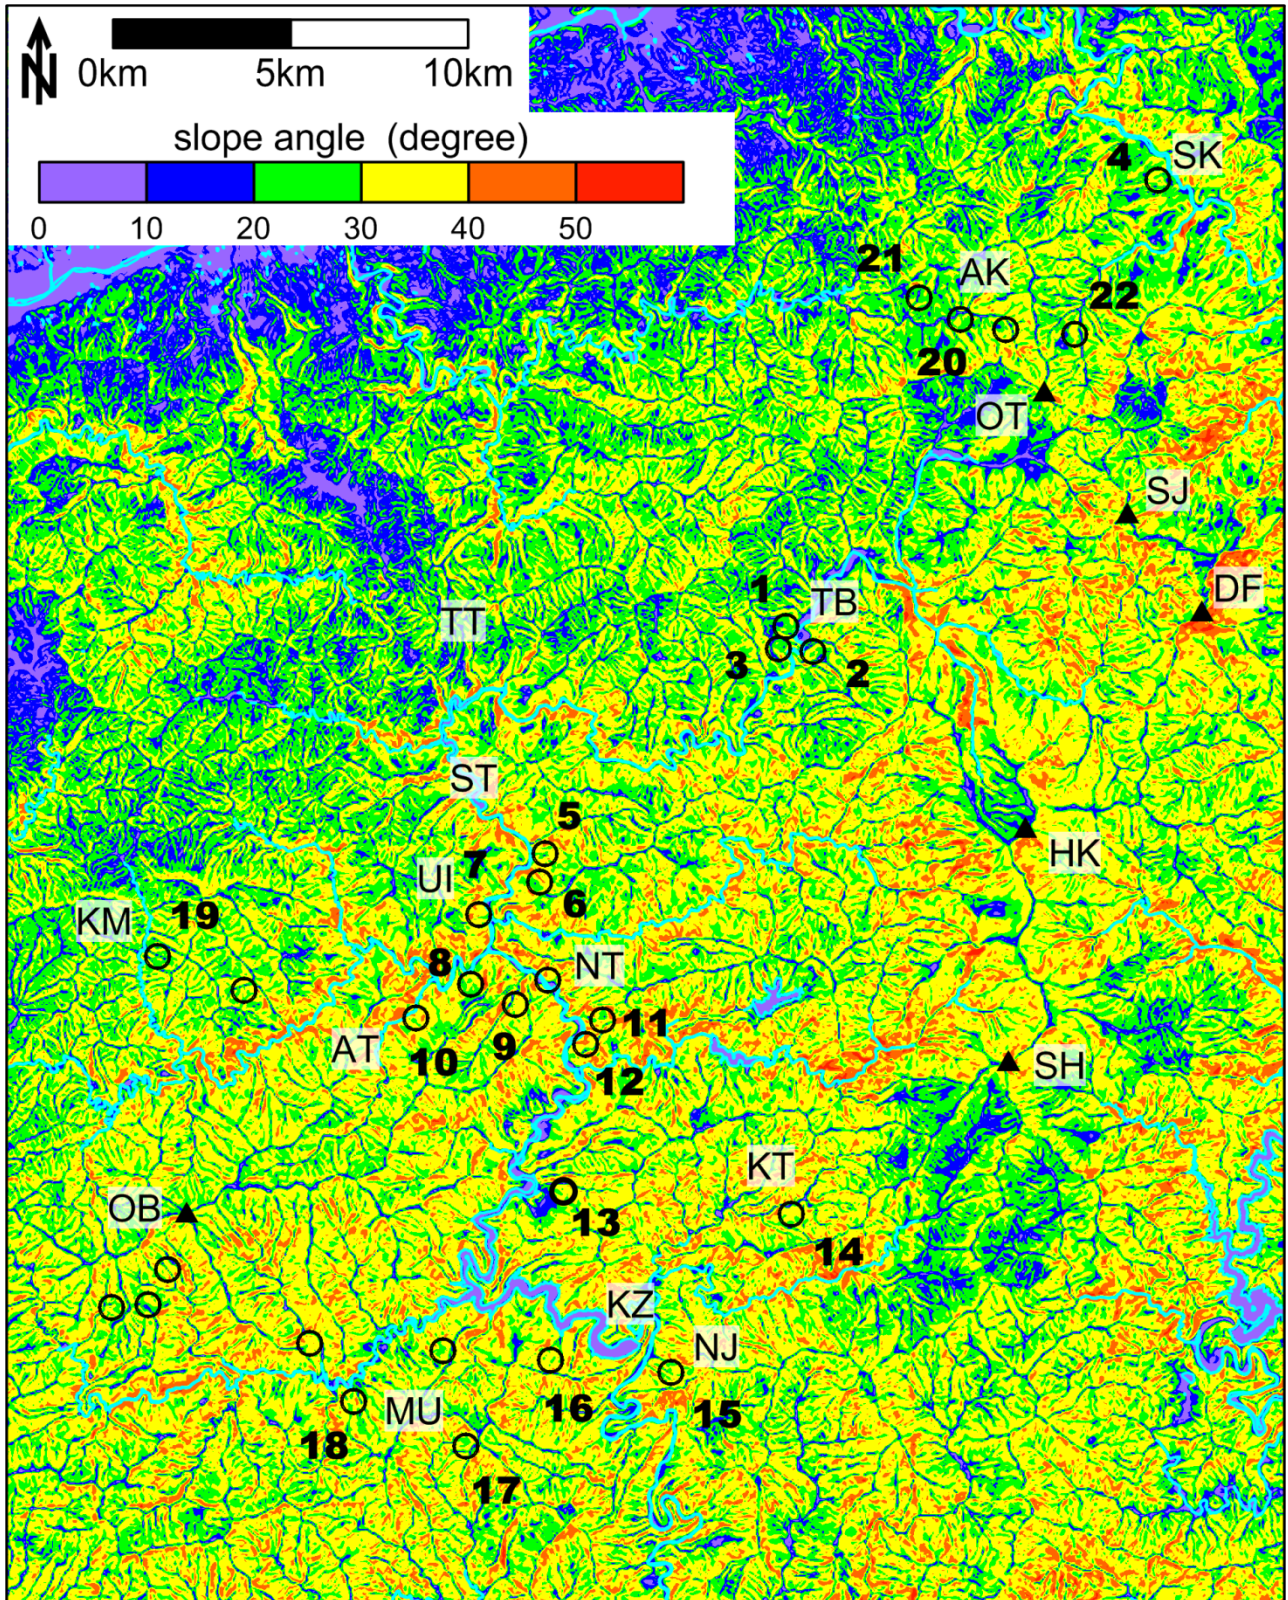 N
0km 5km 10km
slope angle (degree)
0 10 20 30 40 50
4 SK
21 AK
22
20
OT
SJ
DF
1 TB
TT
3 2
ST
5
7 UI
HK
6
KM 19
8 NT
11
AT 10 9
12
SH
KT
OB
13
14
KZ
NJ
16 15
MU
18
17